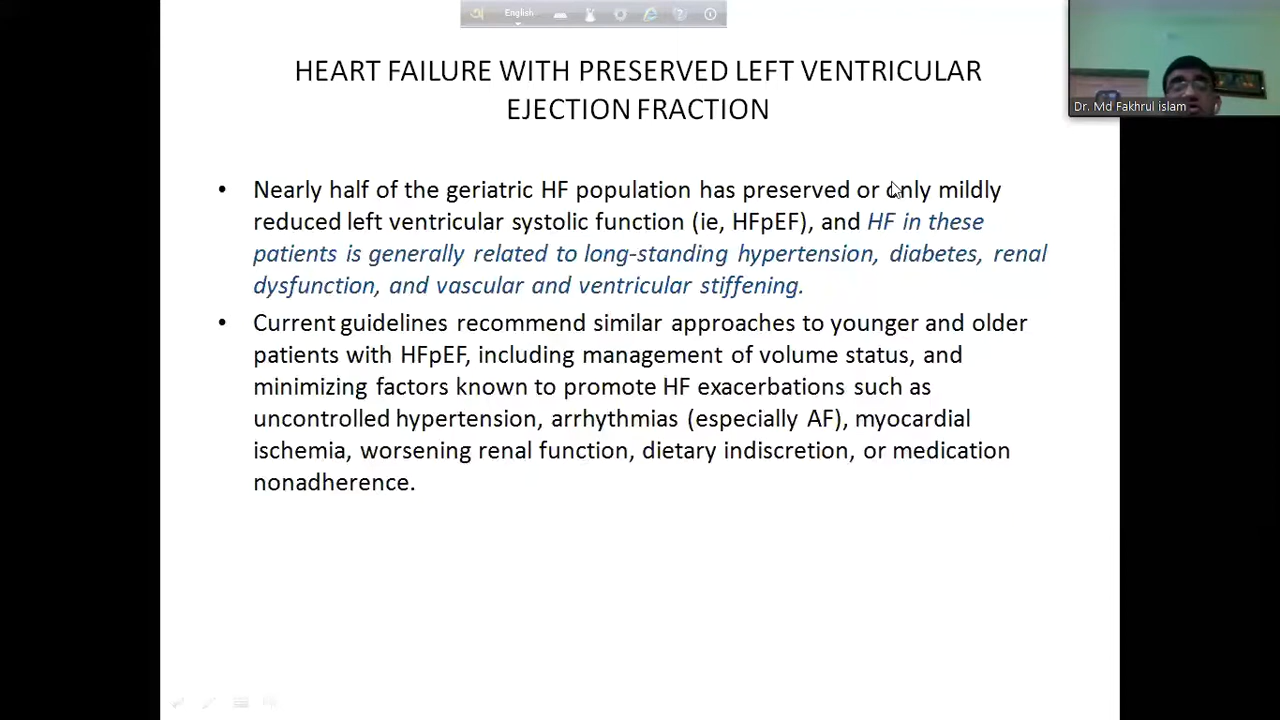 অ English
Dr. Md Fakhrul islam
HEART FAILURE WITH PRESERVED LEFT VENTRICULAR
EJECTION FRACTION
• Nearly half of the geriatric HF population has preserved or only mildly
reduced left ventricular systolic function (ie, HFpEF), and HF in these
patients is generally related to long-standing hypertension, diabetes, renal
dysfunction, and vascular and ventricular stiffening.
• Current guidelines recommend similar approaches to younger and older
patients with HFpEF, including management of volume status, and
minimizing factors known to promote HF exacerbations such as
uncontrolled hypertension, arrhythmias (especially AF), myocardial
ischemia, worsening renal function, dietary indiscretion, or medication
nonadherence.